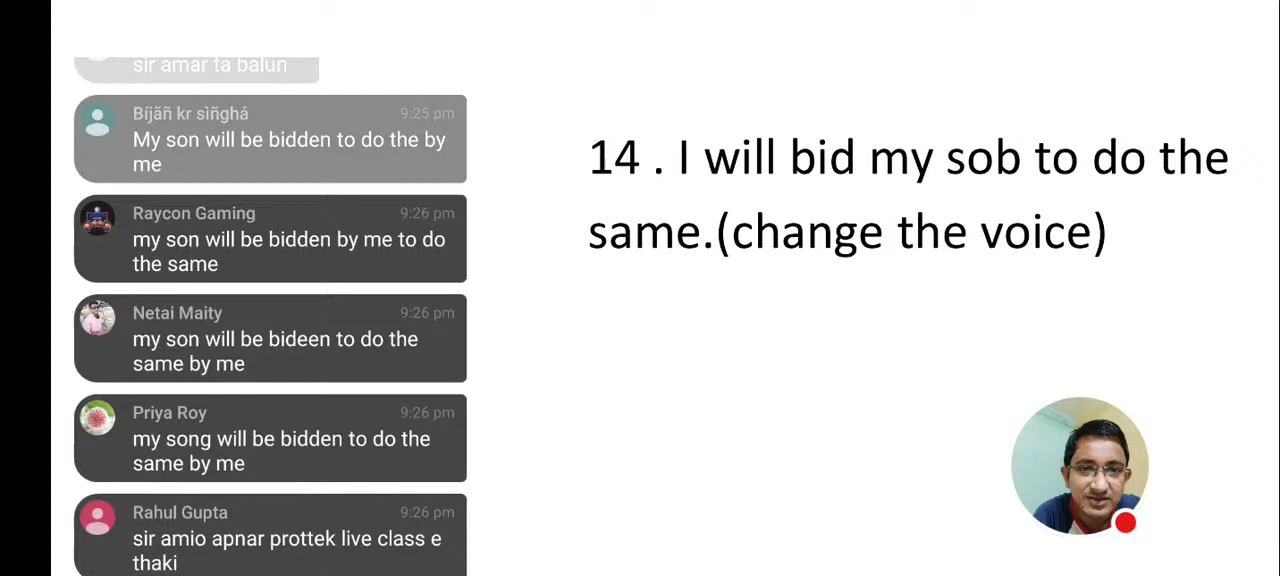 sir amar ta balun
Bíjãñ kr sìñghá 9:25 pm
My son will be bidden to do the by
me
Raycon Gaming 9:26 pm
my son will be bidden by me to do
the same
Netai Maity 9:26 pm
my son will be bideen to do the
same by me
Priya Roy 9:26 pm
my song will be bidden to do the
same by me
Rahul Gupta 9:26 pm
sir amio apnar prottek live class e
thaki
14 . I will bid my sob to do the
same.(change the voice)